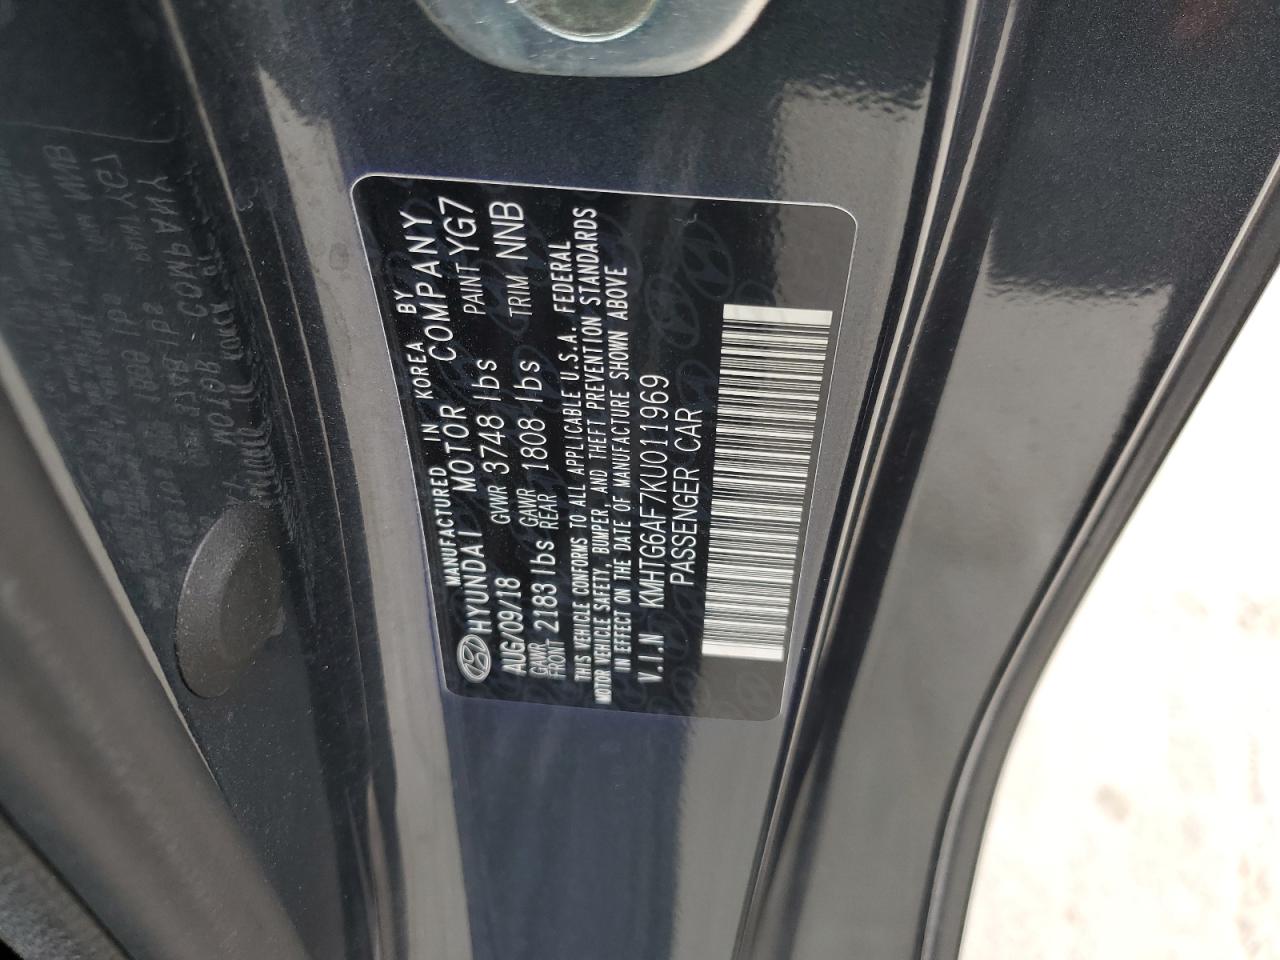 MANUFACTURED IN KOREA BY
HYUNDAI MOTOR COMPANY
AUG/09/18 GVWR 3748 lbs PAINT YG7
GAWR FRONT 2183 lbs GAWR REAR 1808 lbs TRIM NNB
THIS VEHICLE CONFORMS TO ALL APPLICABLE U.S.A. FEDERAL
MOTOR VEHICLE SAFETY, BUMPER, AND THEFT PREVENTION STANDARDS
IN EFFECT ON THE DATE OF MANUFACTURE SHOWN ABOVE
V.I.N KMHTG6AF7KU011969
PASSENGER CAR